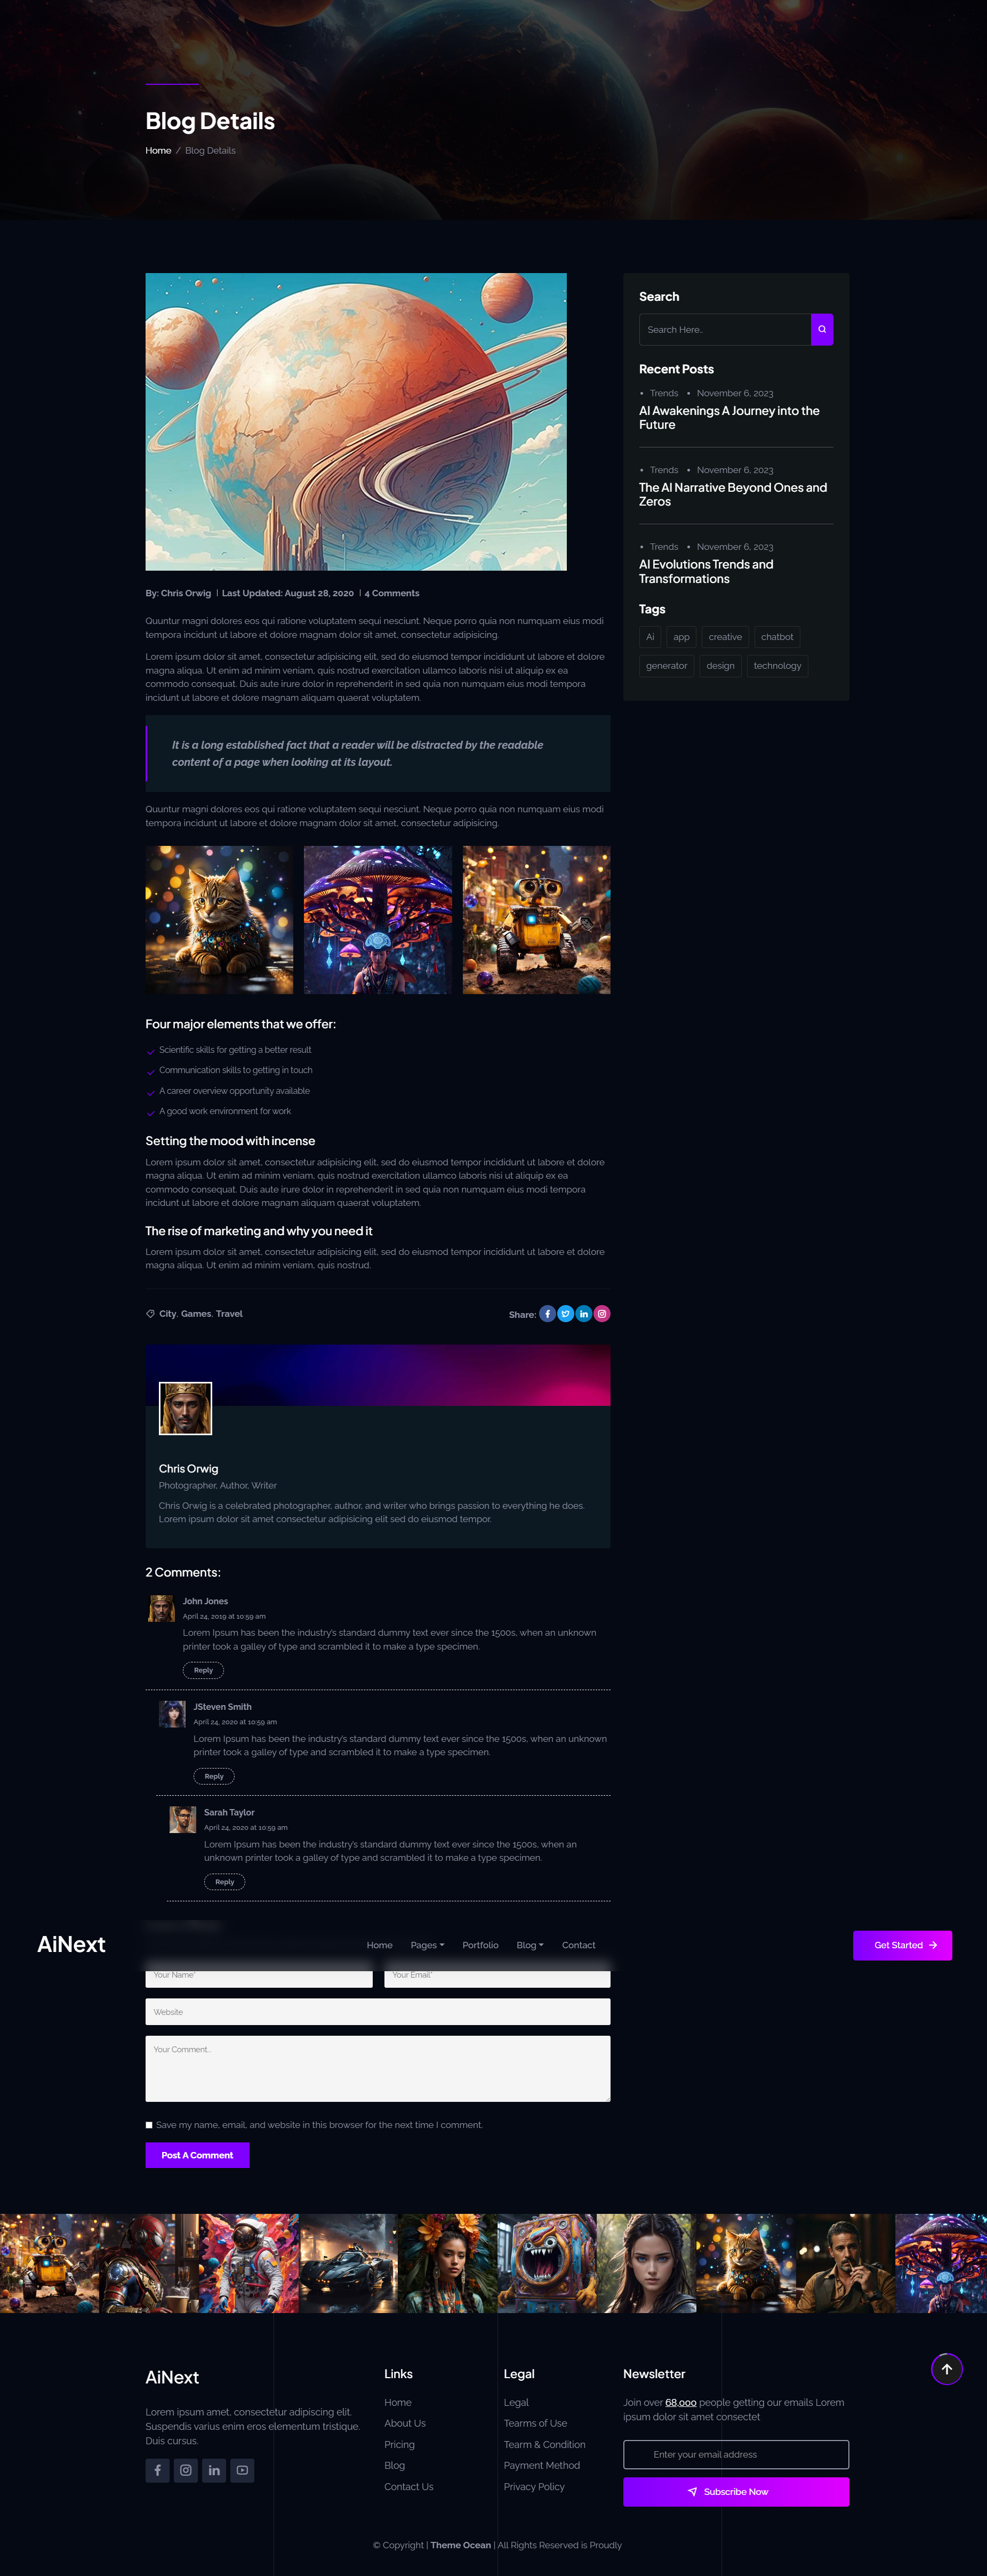 Blog Details
Home / Blog Details
By: Chris Orwig | Last Updated: August 28, 2020 | 4 Comments
Quuntur magni dolores eos qui ratione voluptatem sequi nesciunt. Neque porro quia non numquam eius modi
tempora incidunt ut labore et dolore magnam dolor sit amet, consectetur adipisicing.
Lorem ipsum dolor sit amet, consectetur adipisicing elit, sed do eiusmod tempor incididunt ut labore et dolore
magna aliqua. Ut enim ad minim veniam, quis nostrud exercitation ullamco laboris nisi ut aliquip ex ea
commodo consequat. Duis aute irure dolor in reprehenderit in sed quia non numquam eius modi tempora
incidunt ut labore et dolore magnam aliquam quaerat voluptatem.
It is a long established fact that a reader will be distracted by the readable
content of a page when looking at its layout.
Quuntur magni dolores eos qui ratione voluptatem sequi nesciunt. Neque porro quia non numquam eius modi
tempora incidunt ut labore et dolore magnam dolor sit amet, consectetur adipisicing.
Four major elements that we offer:
Scientific skills for getting a better result
Communication skills to getting in touch
A career overview opportunity available
A good work environment for work
Setting the mood with incense
Lorem ipsum dolor sit amet, consectetur adipisicing elit, sed do eiusmod tempor incididunt ut labore et dolore
magna aliqua. Ut enim ad minim veniam, quis nostrud exercitation ullamco laboris nisi ut aliquip ex ea
commodo consequat. Duis aute irure dolor in reprehenderit in sed quia non numquam eius modi tempora
incidunt ut labore et dolore magnam aliquam quaerat voluptatem.
The rise of marketing and why you need it
Lorem ipsum dolor sit amet, consectetur adipisicing elit, sed do eiusmod tempor incididunt ut labore et dolore
magna aliqua. Ut enim ad minim veniam, quis nostrud.
City, Games, Travel
Share:
Chris Orwig
Photographer, Author, Writer
Chris Orwig is a celebrated photographer, author, and writer who brings passion to everything he does.
Lorem ipsum dolor sit amet consectetur adipisicing elit sed do eiusmod tempor.
2 Comments:
John Jones
April 24, 2019 at 10:59 am
Lorem Ipsum has been the industry's standard dummy text ever since the 1500s, when an unknown
printer took a galley of type and scrambled it to make a type specimen.
Reply
JSteven Smith
April 24, 2020 at 10:59 am
Lorem Ipsum has been the industry's standard dummy text ever since the 1500s, when an unknown
printer took a galley of type and scrambled it to make a type specimen.
Reply
Sarah Taylor
April 24, 2020 at 10:59 am
Lorem Ipsum has been the industry's standard dummy text ever since the 1500s, when an
unknown printer took a galley of type and scrambled it to make a type specimen.
Reply
Search
Search Here..
Recent Posts
• Trends • November 6, 2023
AI Awakenings A Journey into the
Future
• Trends • November 6, 2023
The AI Narrative Beyond Ones and
Zeros
• Trends • November 6, 2023
AI Evolutions Trends and
Transformations
Tags
Ai app creative chatbot
generator design technology
AiNext
Home Pages Portfolio Blog Contact
Get Started
Your Name* Your Email*
Website
Your Comment...
Save my name, email, and website in this browser for the next time I comment.
Post A Comment
AiNext
Lorem ipsum amet, consectetur adipiscing elit.
Suspendis varius enim eros elementum tristique.
Duis cursus.
Links
Home
About Us
Pricing
Blog
Contact Us
Legal
Legal
Tearms of Use
Tearm & Condition
Payment Method
Privacy Policy
Newsletter
Join over 68,000 people getting our emails Lorem
ipsum dolor sit amet consectet
Enter your email address
Subscribe Now
© Copyright | Theme Ocean | All Rights Reserved is Proudly